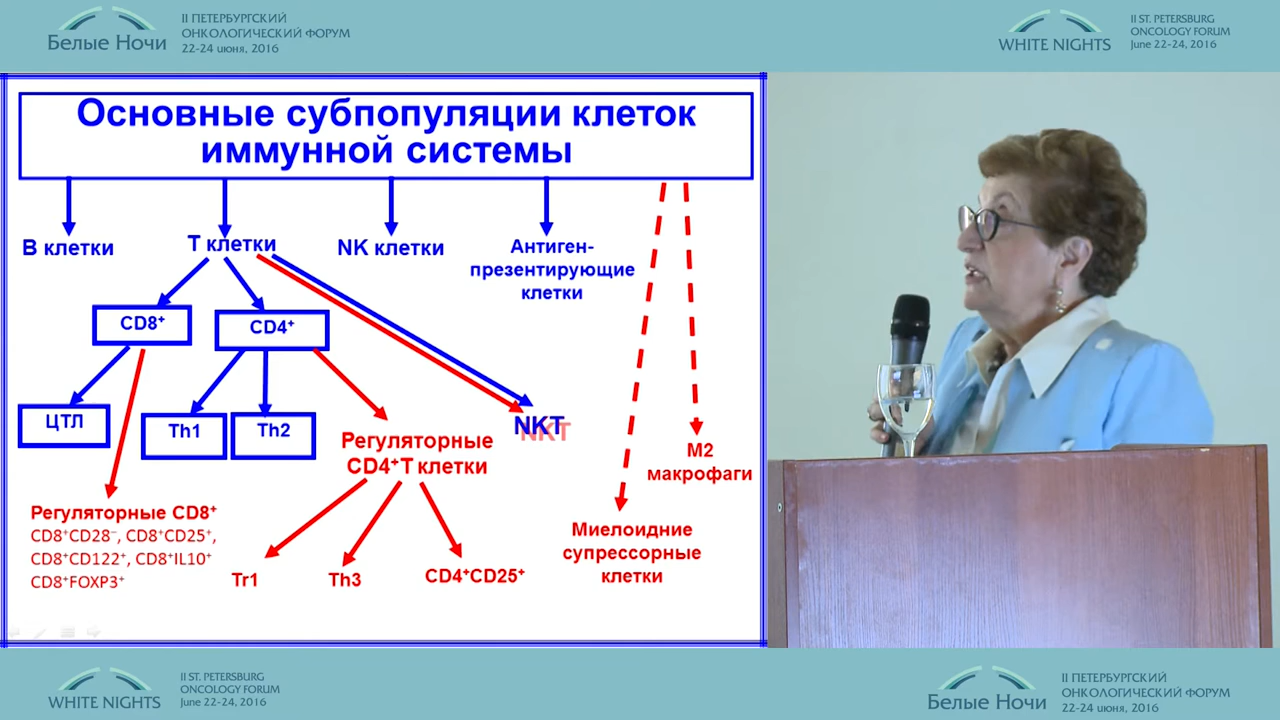 Белые Ночи
II ПЕТЕРБУРГСКИЙ
ОНКОЛОГИЧЕСКИЙ ФОРУМ
22-24 июня, 2016
WHITE NIGHTS
II ST. PETERSBURG
ONCOLOGY FORUM
June 22-24, 2016
Основные субпопуляции клеток
иммунной системы
В клетки
Т клетки
NK клетки
Антиген-
презентирующие
клетки
CD8⁺
CD4⁺
ЦТЛ
Th1
Th2
NKT
NKT
Регуляторные
CD4⁺Т клетки
М2
макрофаги
Регуляторные CD8⁺
CD8⁺CD28⁻, CD8⁺CD25⁺,
CD8⁺CD122⁺, CD8⁺IL10⁺
CD8⁺FOXP3⁺
Tr1
Th3
CD4⁺CD25⁺
Миелоидние
супрессорные
клетки
WHITE NIGHTS
II ST. PETERSBURG
ONCOLOGY FORUM
June 22-24, 2016
Белые Ночи
II ПЕТЕРБУРГСКИЙ
ОНКОЛОГИЧЕСКИЙ ФОРУМ
22-24 июня, 2016